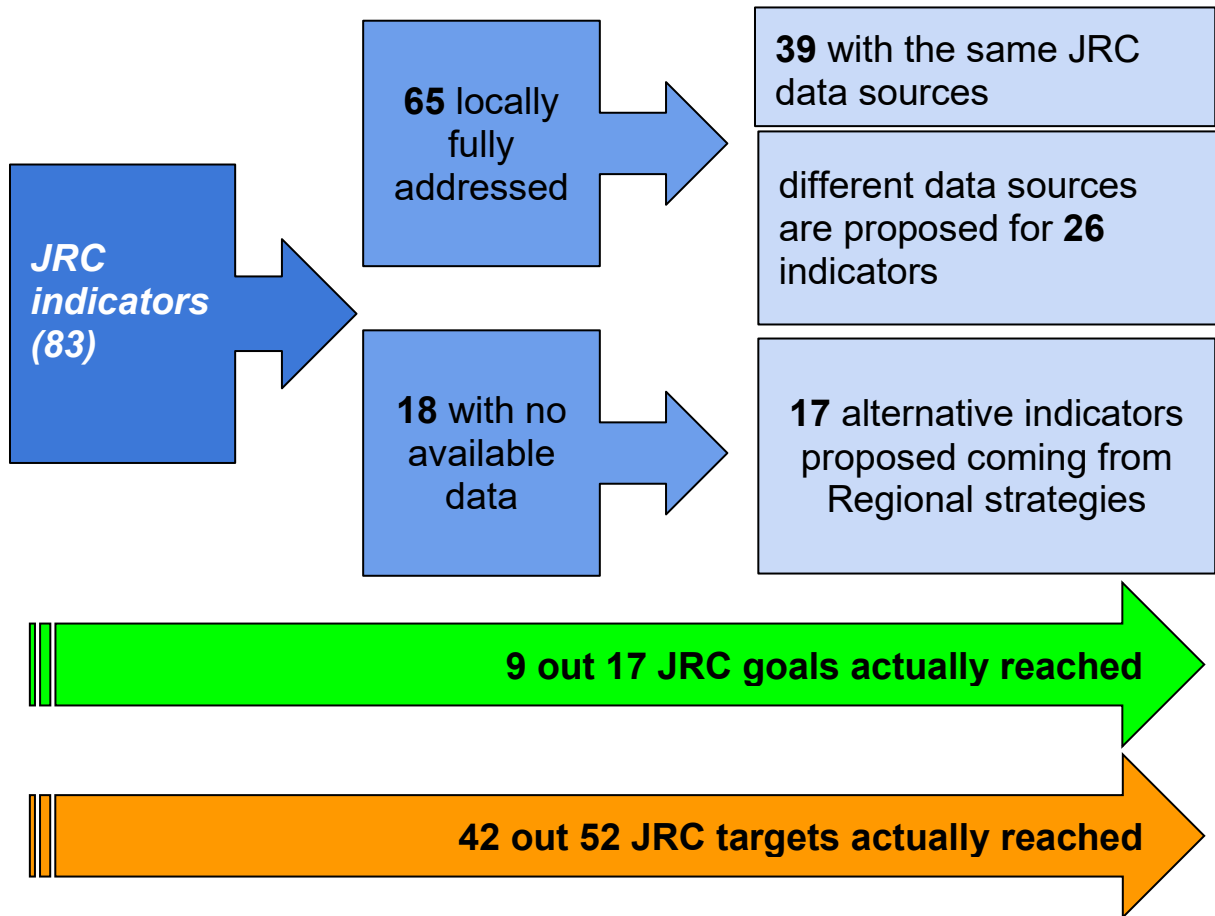 JRC
indicators
(83)
65 locally
fully
addressed
39 with the same JRC
data sources
different data sources
are proposed for 26
indicators
18 with no
available
data
17 alternative indicators
proposed coming from
Regional strategies
9 out 17 JRC goals actually reached
42 out 52 JRC targets actually reached